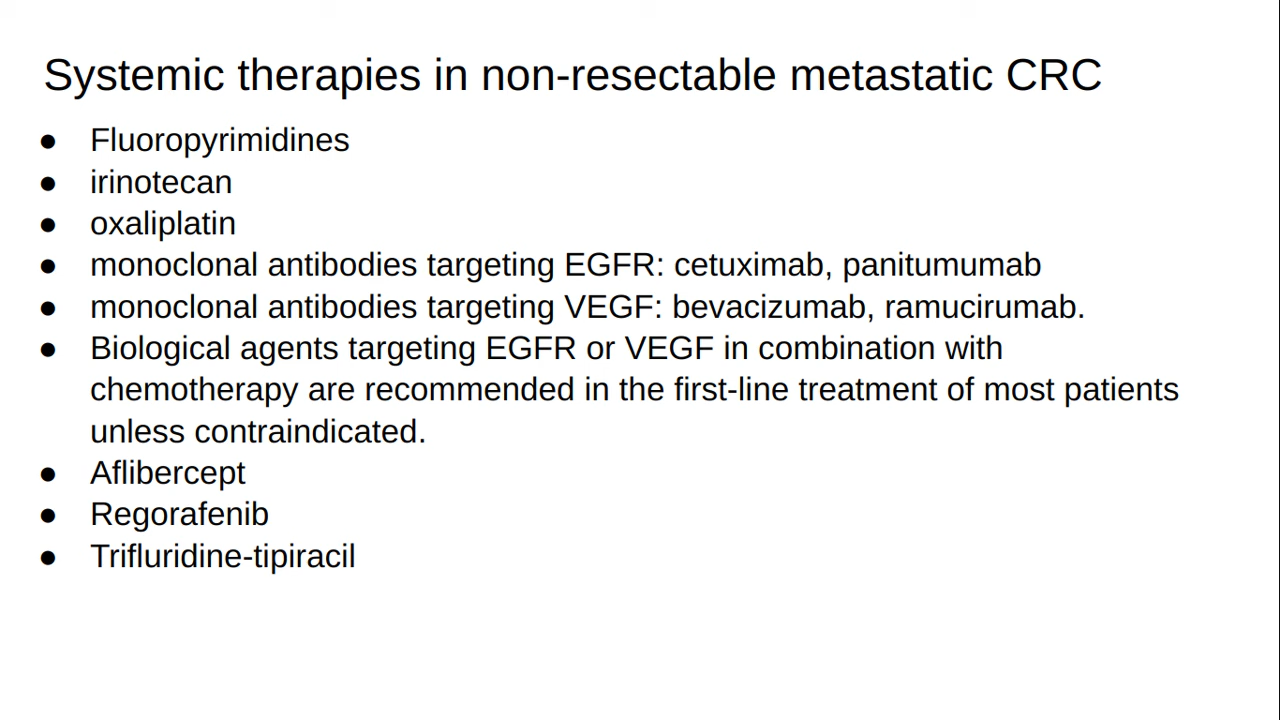 Systemic therapies in non-resectable metastatic CRC
● Fluoropyrimidines
● irinotecan
● oxaliplatin
● monoclonal antibodies targeting EGFR: cetuximab, panitumumab
● monoclonal antibodies targeting VEGF: bevacizumab, ramucirumab.
● Biological agents targeting EGFR or VEGF in combination with
chemotherapy are recommended in the first-line treatment of most patients
unless contraindicated.
● Aflibercept
● Regorafenib
● Trifluridine-tipiracil